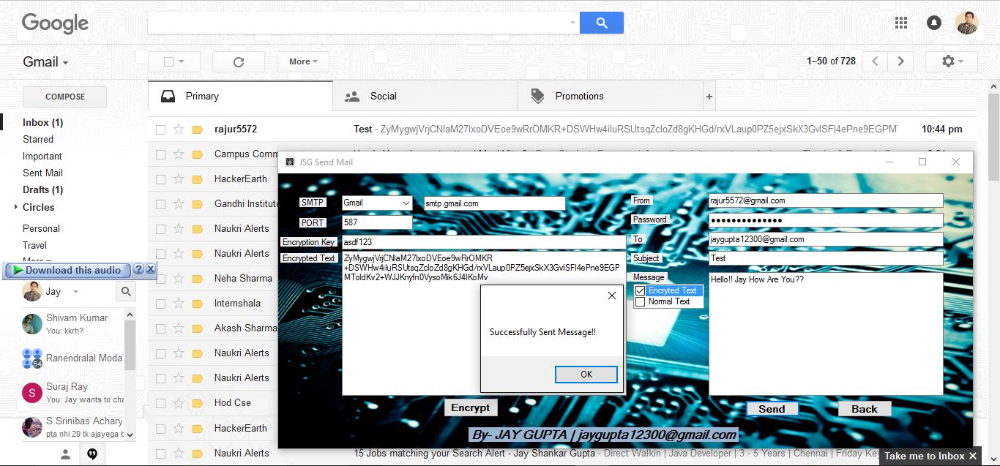 Google
Gmail
More
1–50 of 728
COMPOSE
Primary
Social
Promotions
+
Inbox (1)
Starred
Important
Sent Mail
Drafts (1)
Circles
Personal
Travel
More
Download this audio
? X
Jay
Shivam Kumar
You: kkrh?
54
Ranendralal Moda
S
Suraj Ray
You: Jay wants to cha
S.Srinibas Achary
pta nhi 29 tk ajayega b
rajur5572
Test - ZyMygwjVrjCNlaM27lxoDVEoe9wRrOMKR+DSWHw4iluRSUtsqZcloZd8gKHGd/rxVLaup0PZ5ejxSkX3GvlSFl4ePne9EGPM
10:44 pm
Campus Comm
HackerEarth
Gandhi Institute
Naukri Alerts
Naukri Alerts
Neha Sharma
Internshala
Akash Sharma
Naukri Alerts
Naukri Alerts
Hod Cse
HackerEarth
Naukri Alerts
15 Jobs matching your Search Alert - Jay Shankar Gupta - Direct Walkin | Java Developer | 3 - 5 Years | Chennai | Friday Key
JSG Send Mail
SMTP
Gmail
smtp.gmail.com
PORT
587
Encryption Key
asdf123
Encrypted Text
ZyMygwjVrjCNlaM27lxoDVEoe9wRrOMKR
+DSWHw4iluRSUtsqZcloZd8gKHGd/rxVLaup0PZ5ejxSkX3GvlSFl4ePne9EGP
MToldKv2+WJJKnyfn0VysoMik6J4lKoMv
From
rajur5572@gmail.com
Password
To
jaygupta12300@gmail.com
Subject
Test
Message
Encryted Text
Normal Text
Hello!! Jay How Are You??
Successfully Sent Message!!
OK
Encrypt
Send
Back
By- JAY GUPTA | jaygupta12300@gmail.com
Take me to Inbox ✕